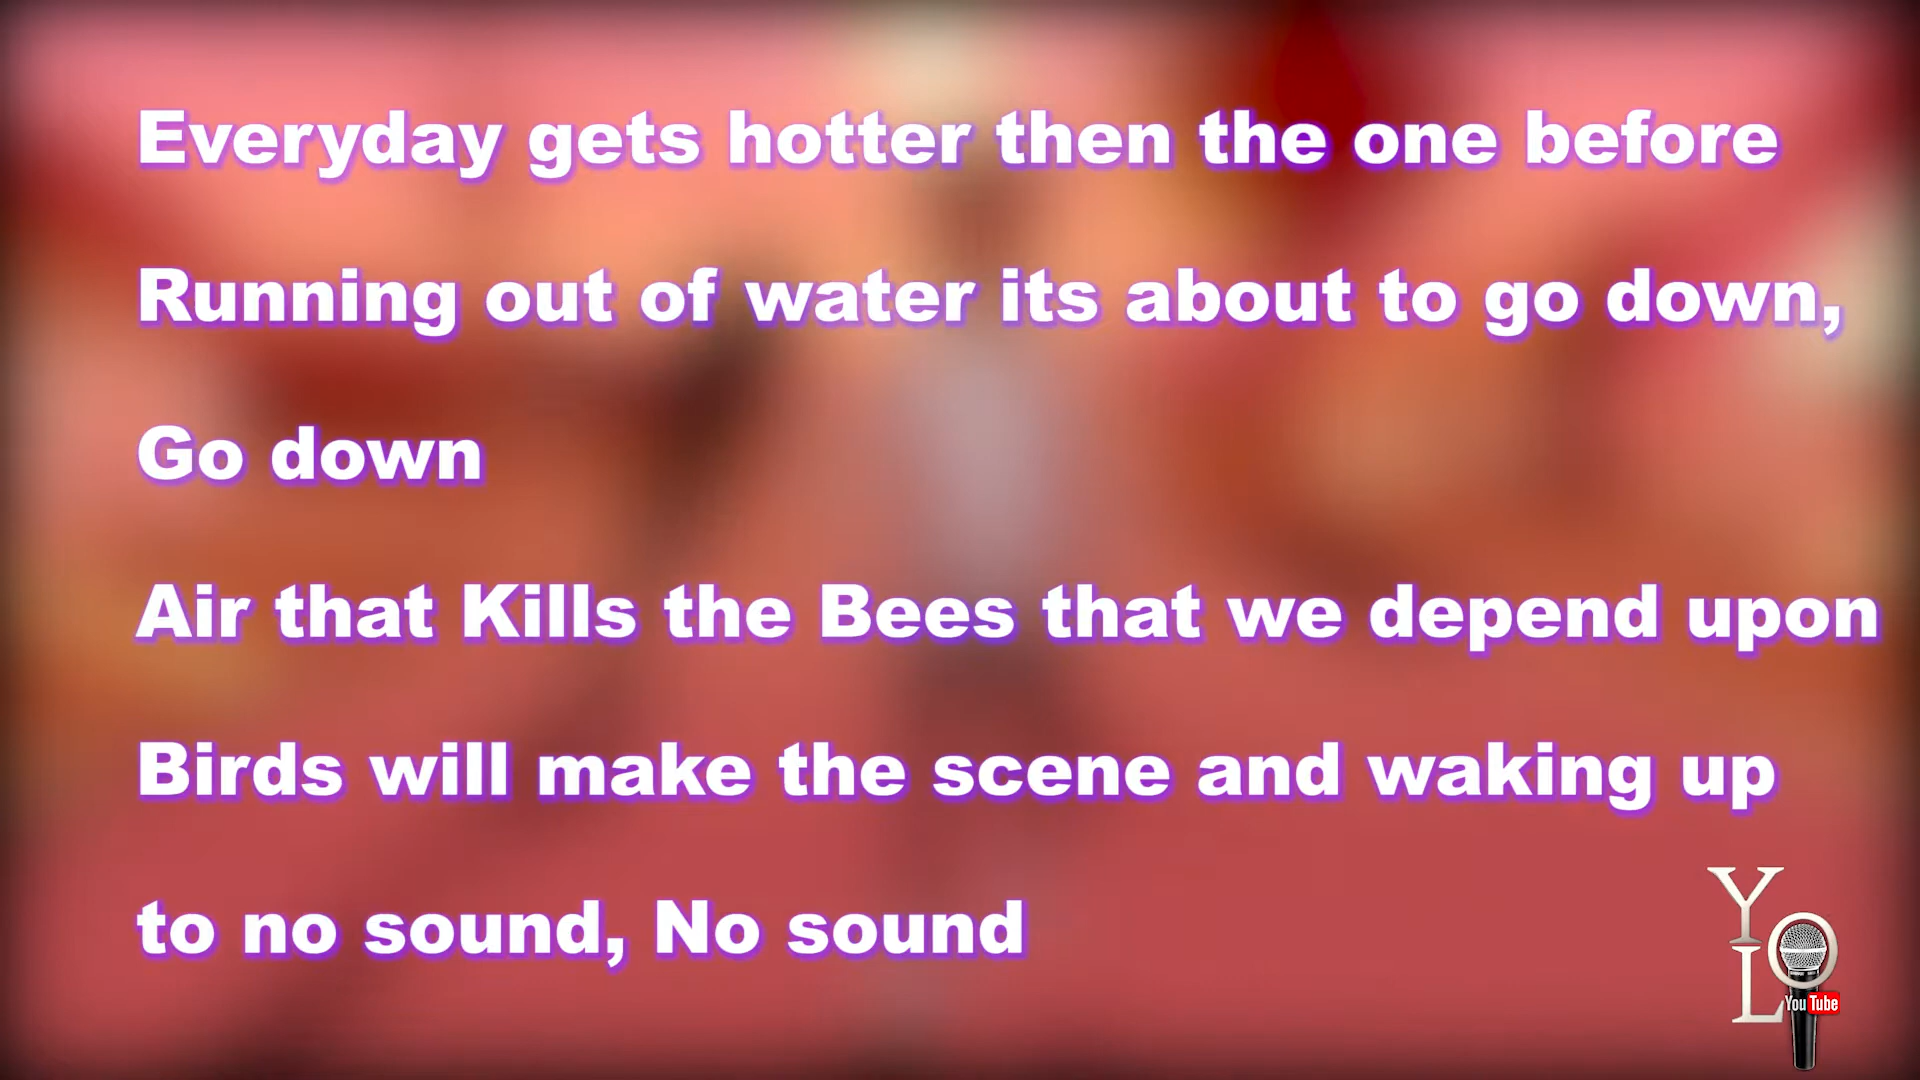 Everyday gets hotter then the one before
Running out of water its about to go down,
Go down
Air that Kills the Bees that we depend upon
Birds will make the scene and waking up
to no sound, No sound
YLO
YouTube